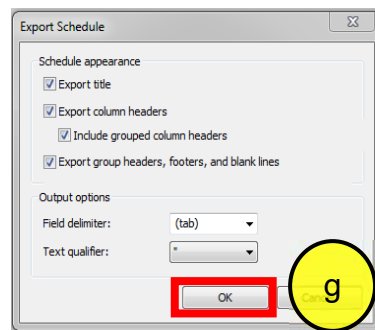 Export Schedule
Schedule appearance
Export title
Export column headers
Include grouped column headers
Export group headers, footers, and blank lines
Output options
Field delimiter: (tab)
Text qualifier: "
OK
g